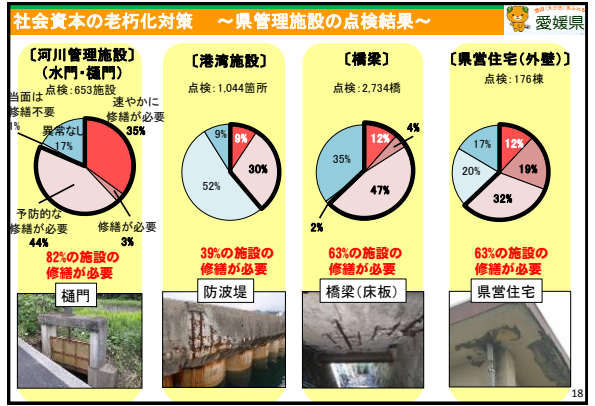 社会資本の老朽化対策　～県管理施設の点検結果～
愛媛県
〔河川管理施設〕
（水門・樋門）
点検：653施設
当面は
修繕不要
1%
異常なし
17%
速やかに
修繕が必要
35%
予防的な
修繕が必要
44%
修繕が必要
3%
82%の施設の
修繕が必要
樋門
〔港湾施設〕
点検：1,044箇所
9%
9%
30%
52%
39%の施設の
修繕が必要
防波堤
〔橋梁〕
点検：2,734橋
12%
4%
35%
47%
2%
63%の施設の
修繕が必要
橋梁（床板）
〔県営住宅（外壁）〕
点検：176棟
17%
12%
19%
20%
32%
63%の施設の
修繕が必要
県営住宅
18